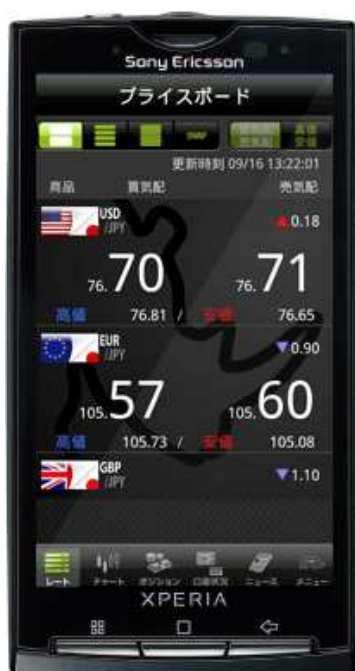 Sony Ericsson
プライスボード
更新時刻 09/16 13:22:01
商品 買気配 売気配
USD
/JPY
0.18
76.70 76.71
高値 76.81 / 安値 76.65
EUR
/JPY
0.90
105.57 105.60
高値 105.73 / 安値 105.08
GBP
/JPY
1.10
レート チャート ポジション 口座状況 ニュース メニュー
XPERIA